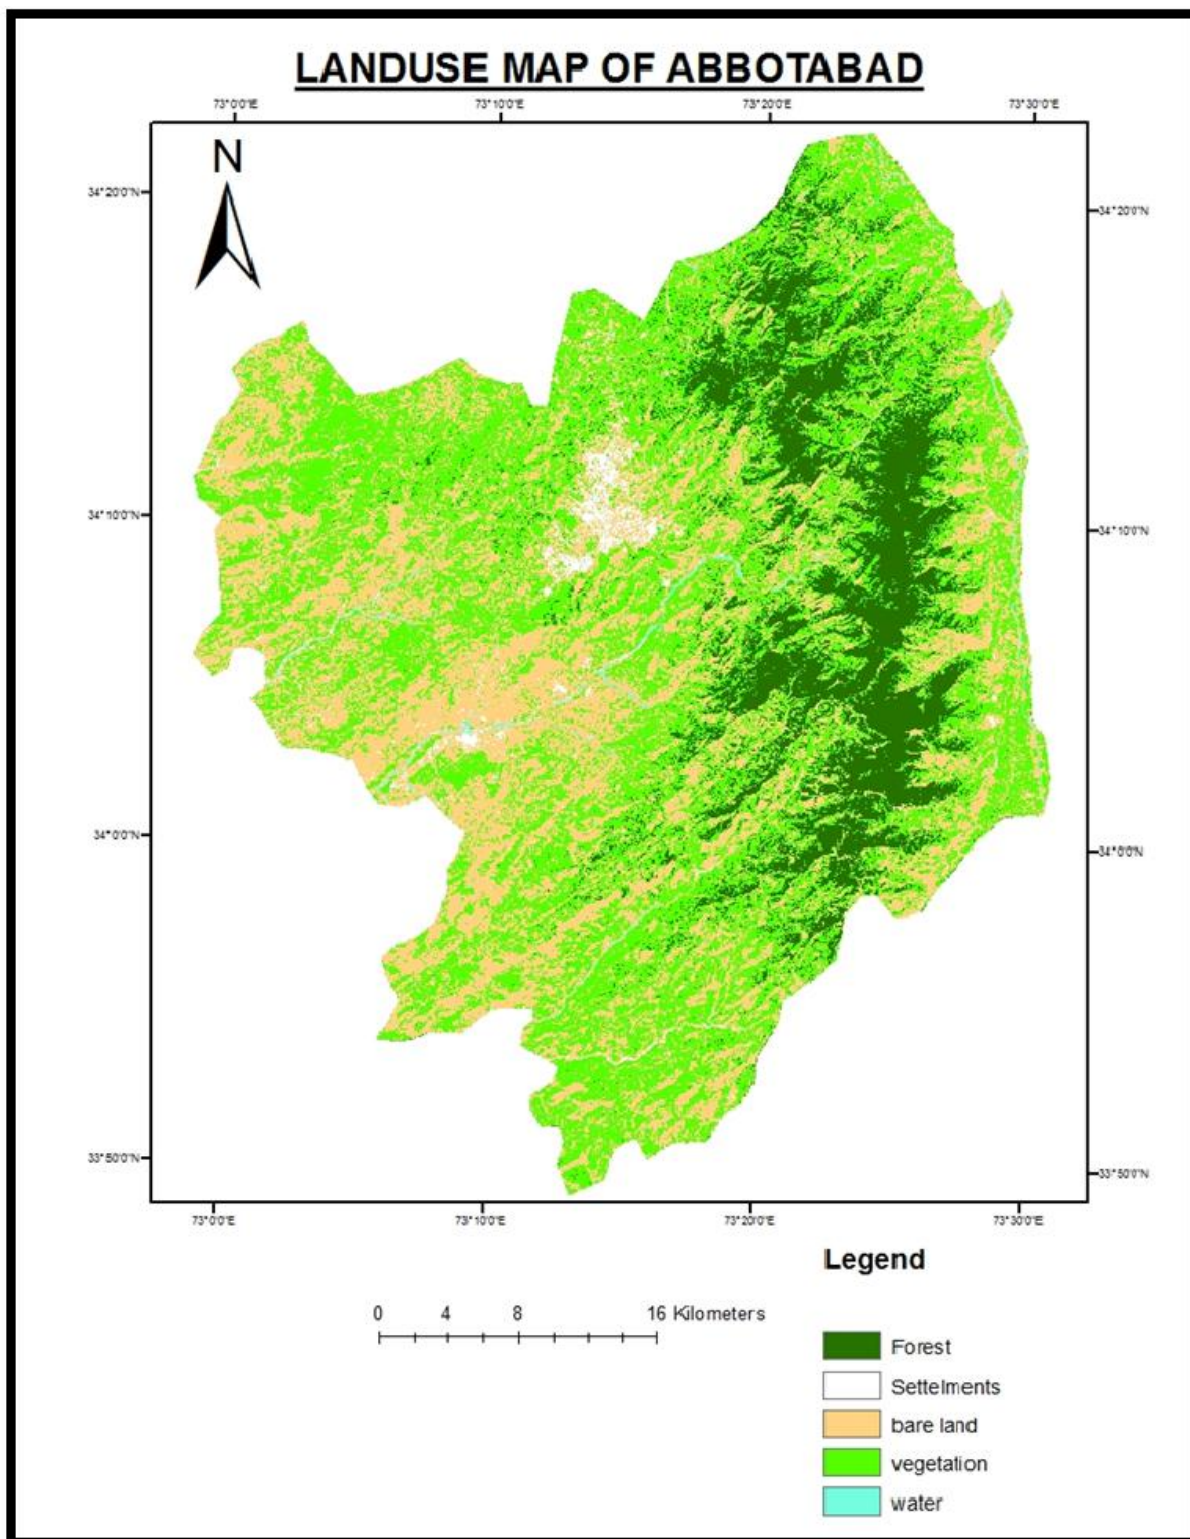 LANDUSE MAP OF ABBOTABAD
73°0'0"E 73°10'0"E 73°20'0"E 73°30'0"E
N
34°20'0"N 34°20'0"N
34°10'0"N 34°10'0"N
34°0'0"N 34°0'0"N
33°50'0"N 33°50'0"N
73°0'0"E 73°10'0"E 73°20'0"E 73°30'0"E
Legend
0 4 8 16 Kilometers
Forest
Settelments
bare land
vegetation
water